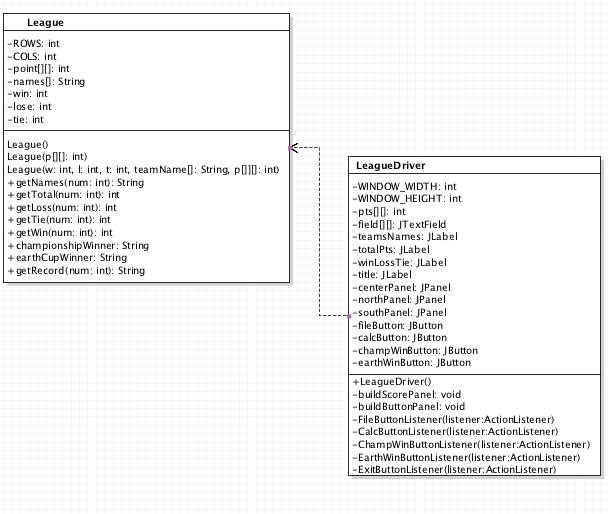 League
-ROWS: int
-COLS: int
-point[][]: int
-names[]: String
-win: int
-lose: int
-tie: int
League()
League(p[][]: int)
League(w: int, l: int, t: int, teamName[]: String, p[]][]: int)
+getNames(num: int): String
+getTotal(num: int): int
+getLoss(num: int): int
+getTie(num: int): int
+getWin(num: int): int
+championshipWinner: String
+earthCupWinner: String
+getRecord(num: int): String
LeagueDriver
-WINDOW_WIDTH: int
-WINDOW_HEIGHT: int
-pts[][]: int
-field[][]: JTextField
-teamsNames: JLabel
-totalPts: JLabel
-winLossTie: JLabel
-title: JLabel
-centerPanel: JPanel
-northPanel: JPanel
-southPanel: JPanel
-fileButton: JButton
-calcButton: JButton
-champWinButton: JButton
-earthWinButton: JButton
+LeagueDriver()
-buildScorePanel: void
-buildButtonPanel: void
-FileButtonListener(listener:ActionListener)
-CalcButtonListener(listener:ActionListener)
-ChampWinButtonListener(listener:ActionListener)
-EarthWinButtonListener(listener:ActionListener)
-ExitButtonListener(listener:ActionListener)